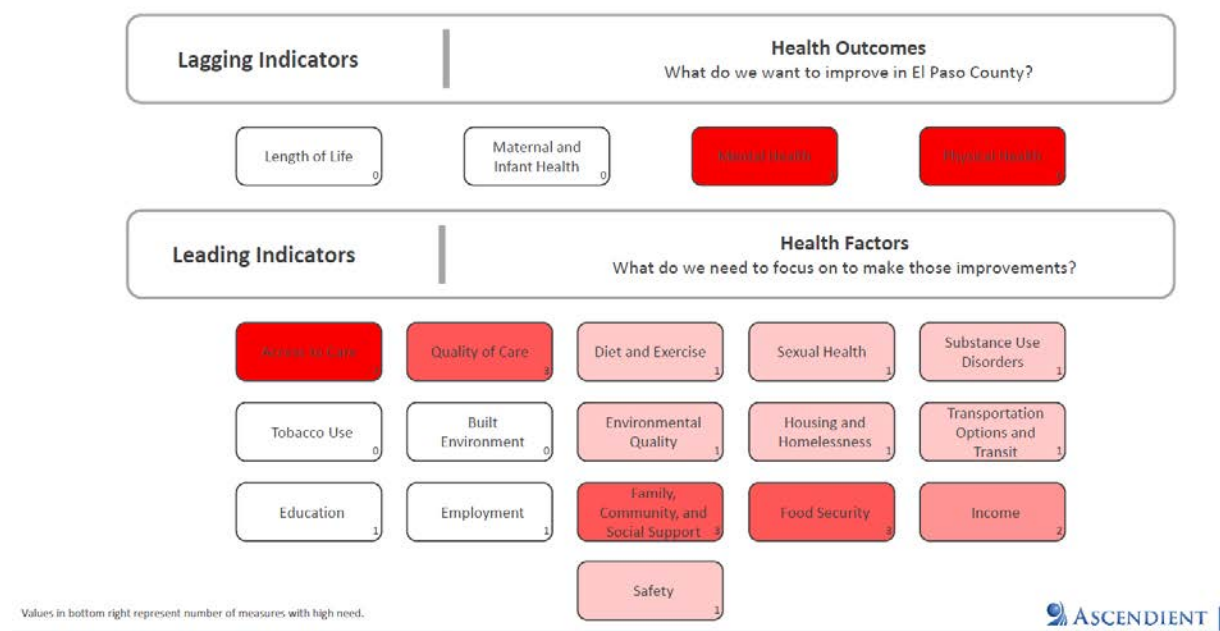 Lagging Indicators
Health Outcomes
What do we want to improve in El Paso County?
Length of Life
0
Maternal and
Infant Health
0
Mental Health
Physical Health
Leading Indicators
Health Factors
What do we need to focus on to make those improvements?
Access to Care
Quality of Care
3
Diet and Exercise
1
Sexual Health
1
Substance Use
Disorders
1
Tobacco Use
0
Built
Environment
0
Environmental
Quality
1
Housing and
Homelessness
1
Transportation
Options and
Transit
1
Education
1
Employment
1
Family,
Community, and
Social Support
3
Food Security
3
Income
2
Safety
1
Values in bottom right represent number of measures with high need.
ASCENDIENT